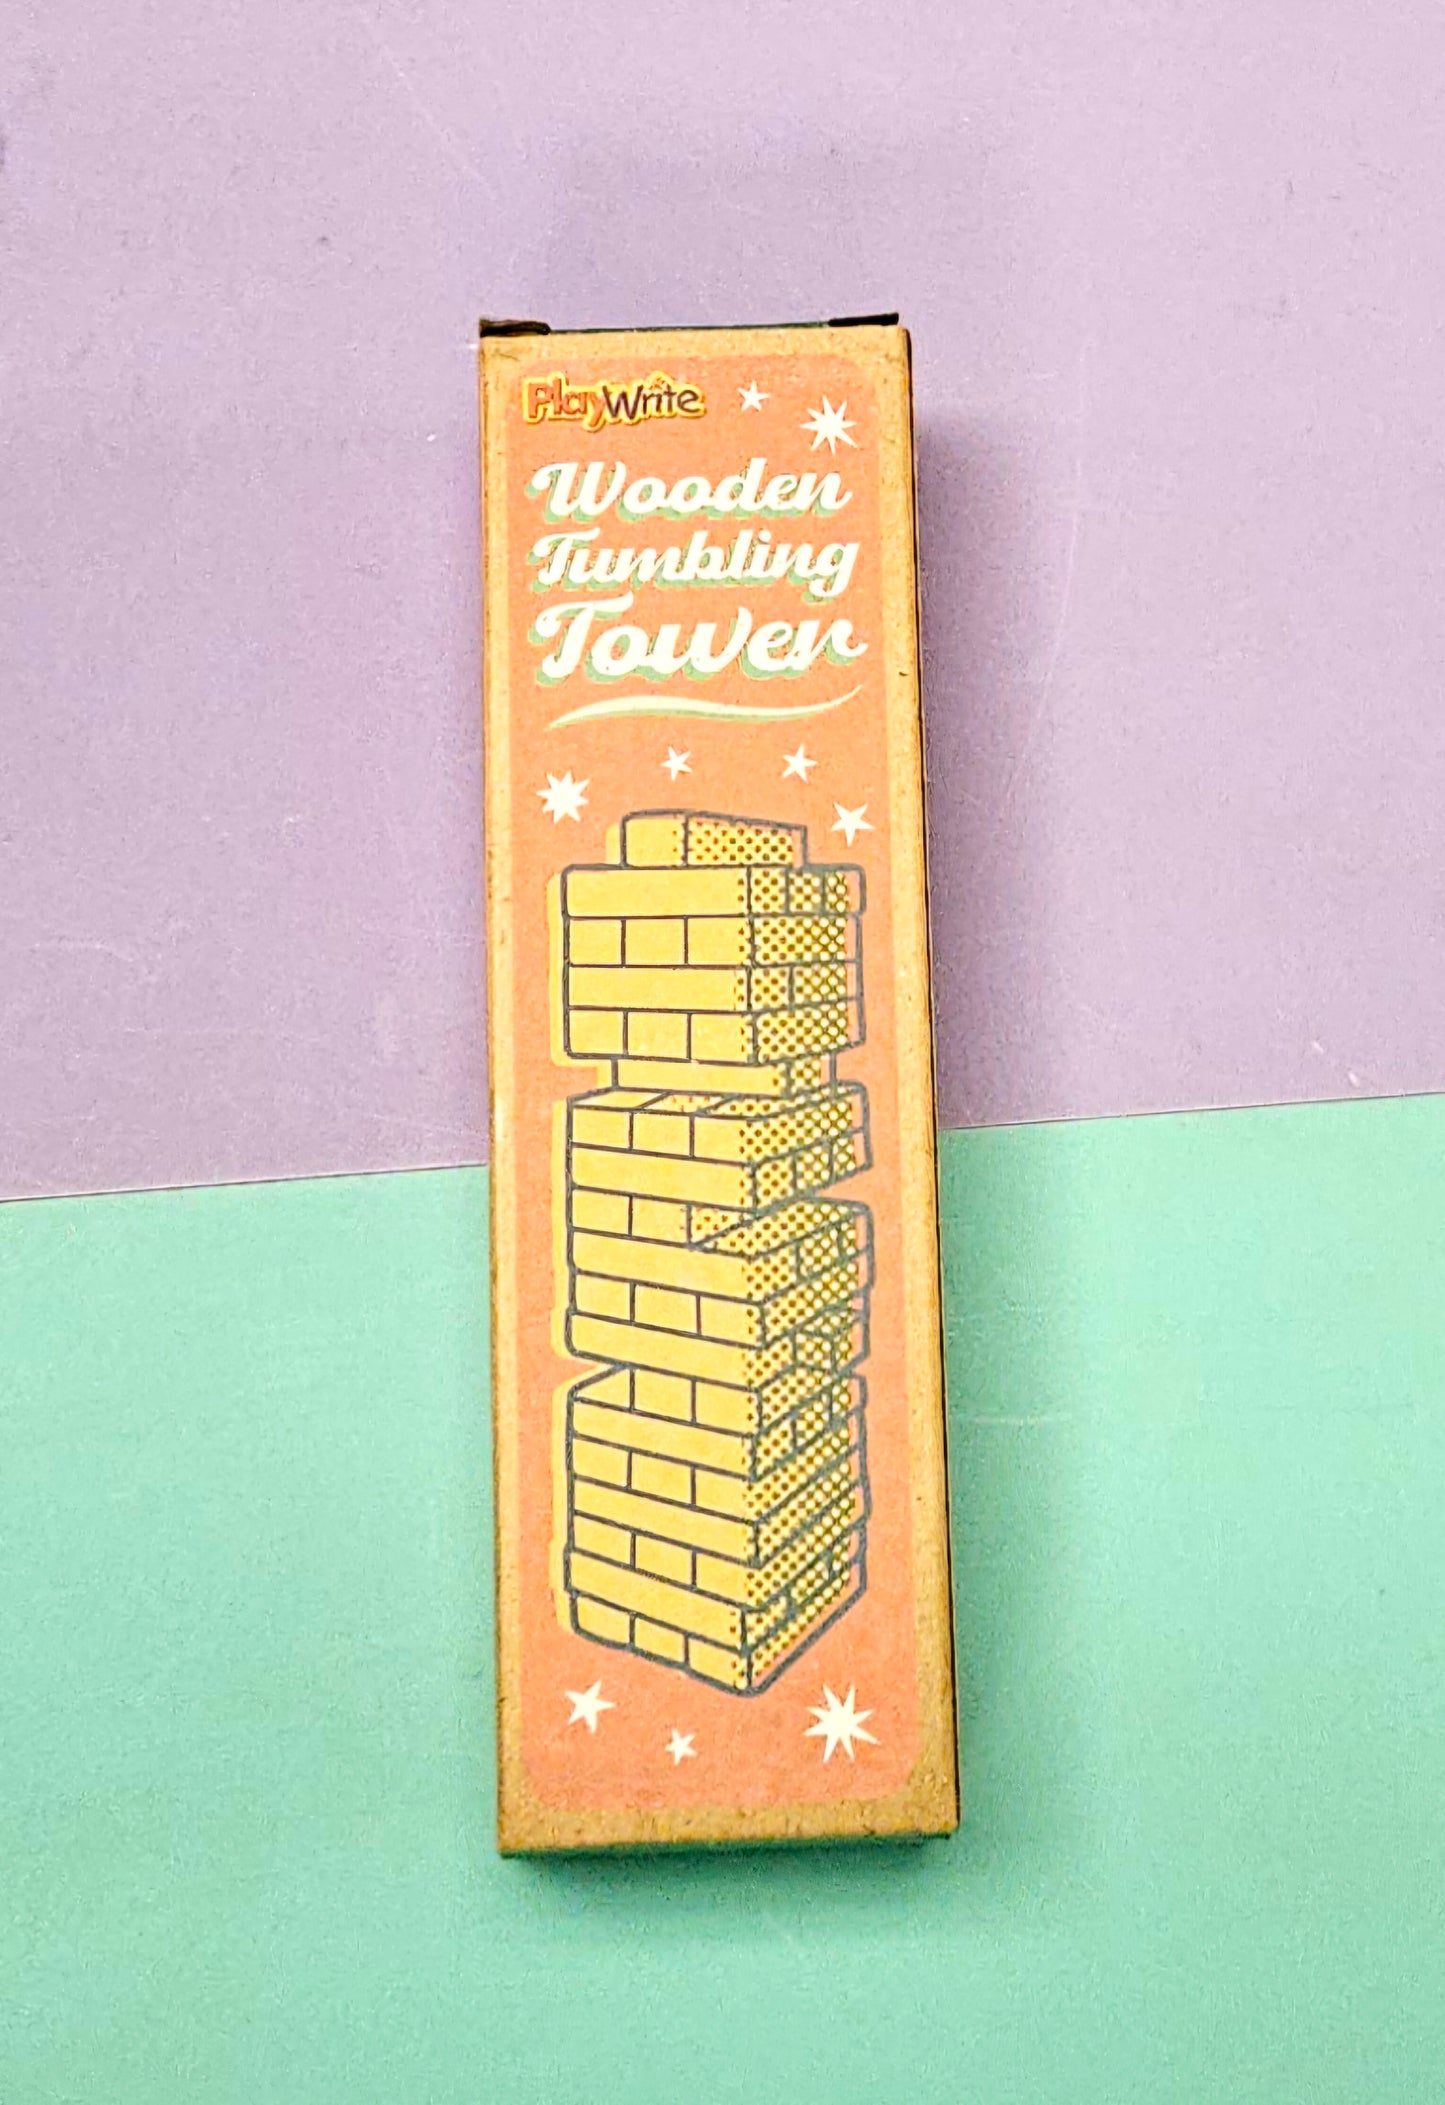 PlayWrite
Wooden
Tumbling
Tower